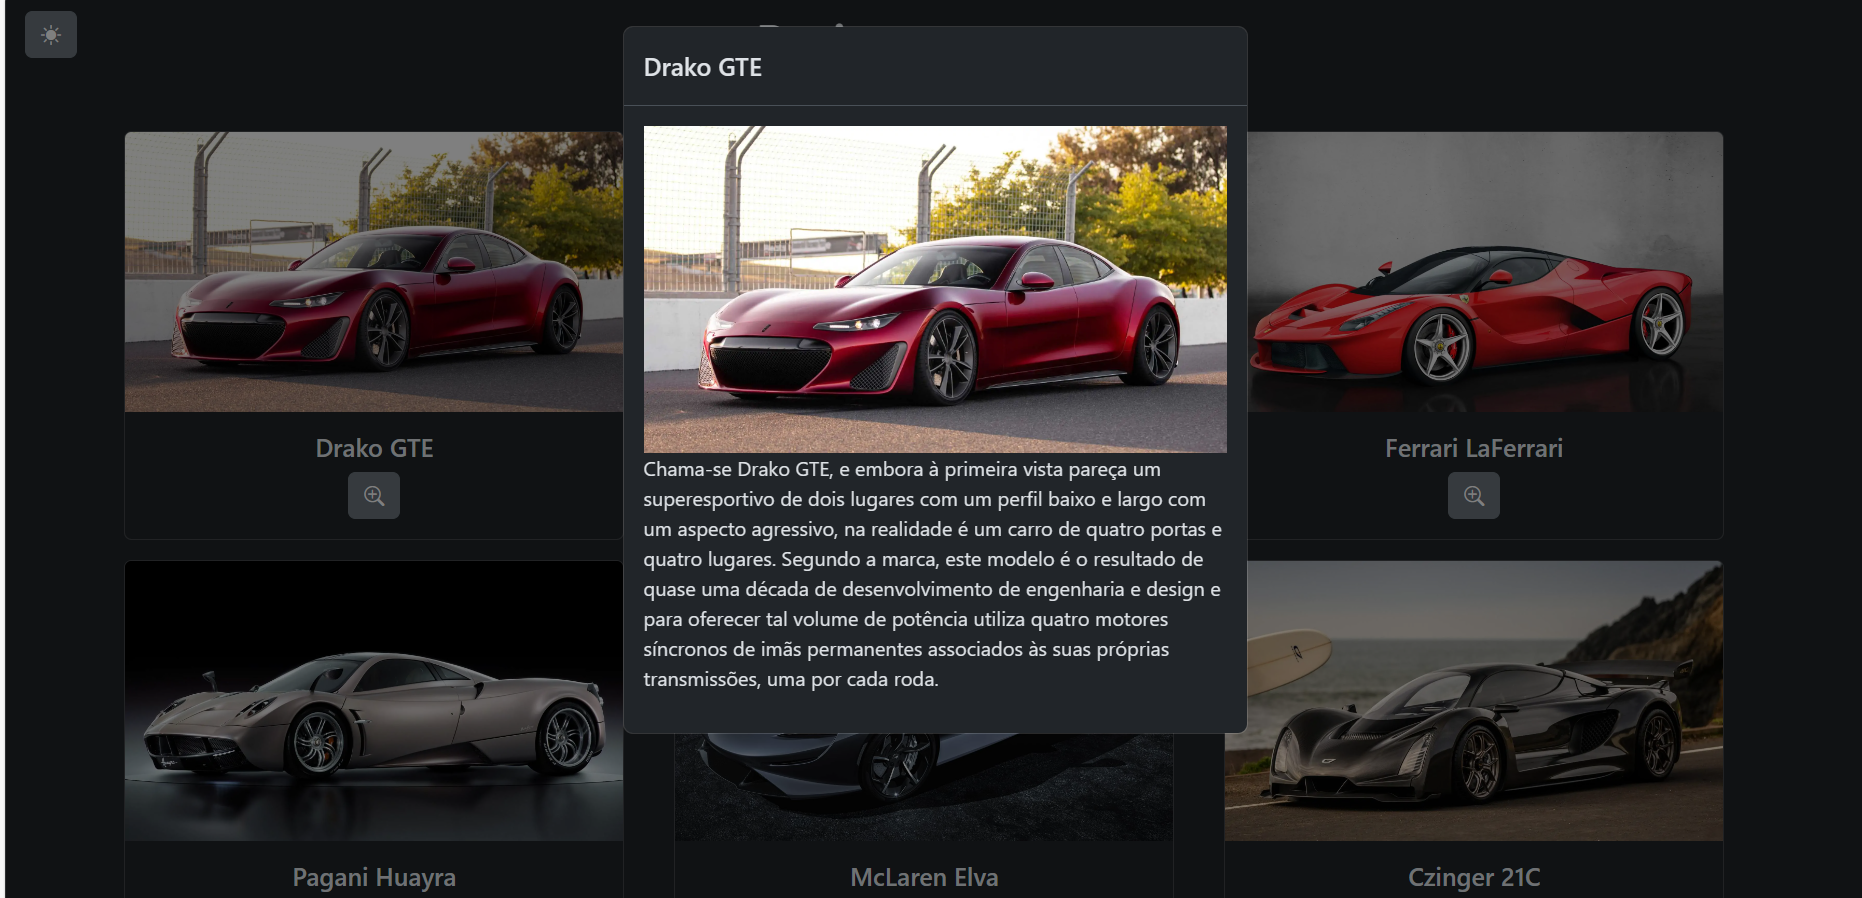 Drako GTE
Chama-se Drako GTE, e embora à primeira vista pareça um
superesportivo de dois lugares com um perfil baixo e largo com
um aspecto agressivo, na realidade é um carro de quatro portas e
quatro lugares. Segundo a marca, este modelo é o resultado de
quase uma década de desenvolvimento de engenharia e design e
para oferecer tal volume de potência utiliza quatro motores
síncronos de imãs permanentes associados às suas próprias
transmissões, uma por cada roda.
Drako GTE
Ferrari LaFerrari
Pagani Huayra
McLaren Elva
Czinger 21C